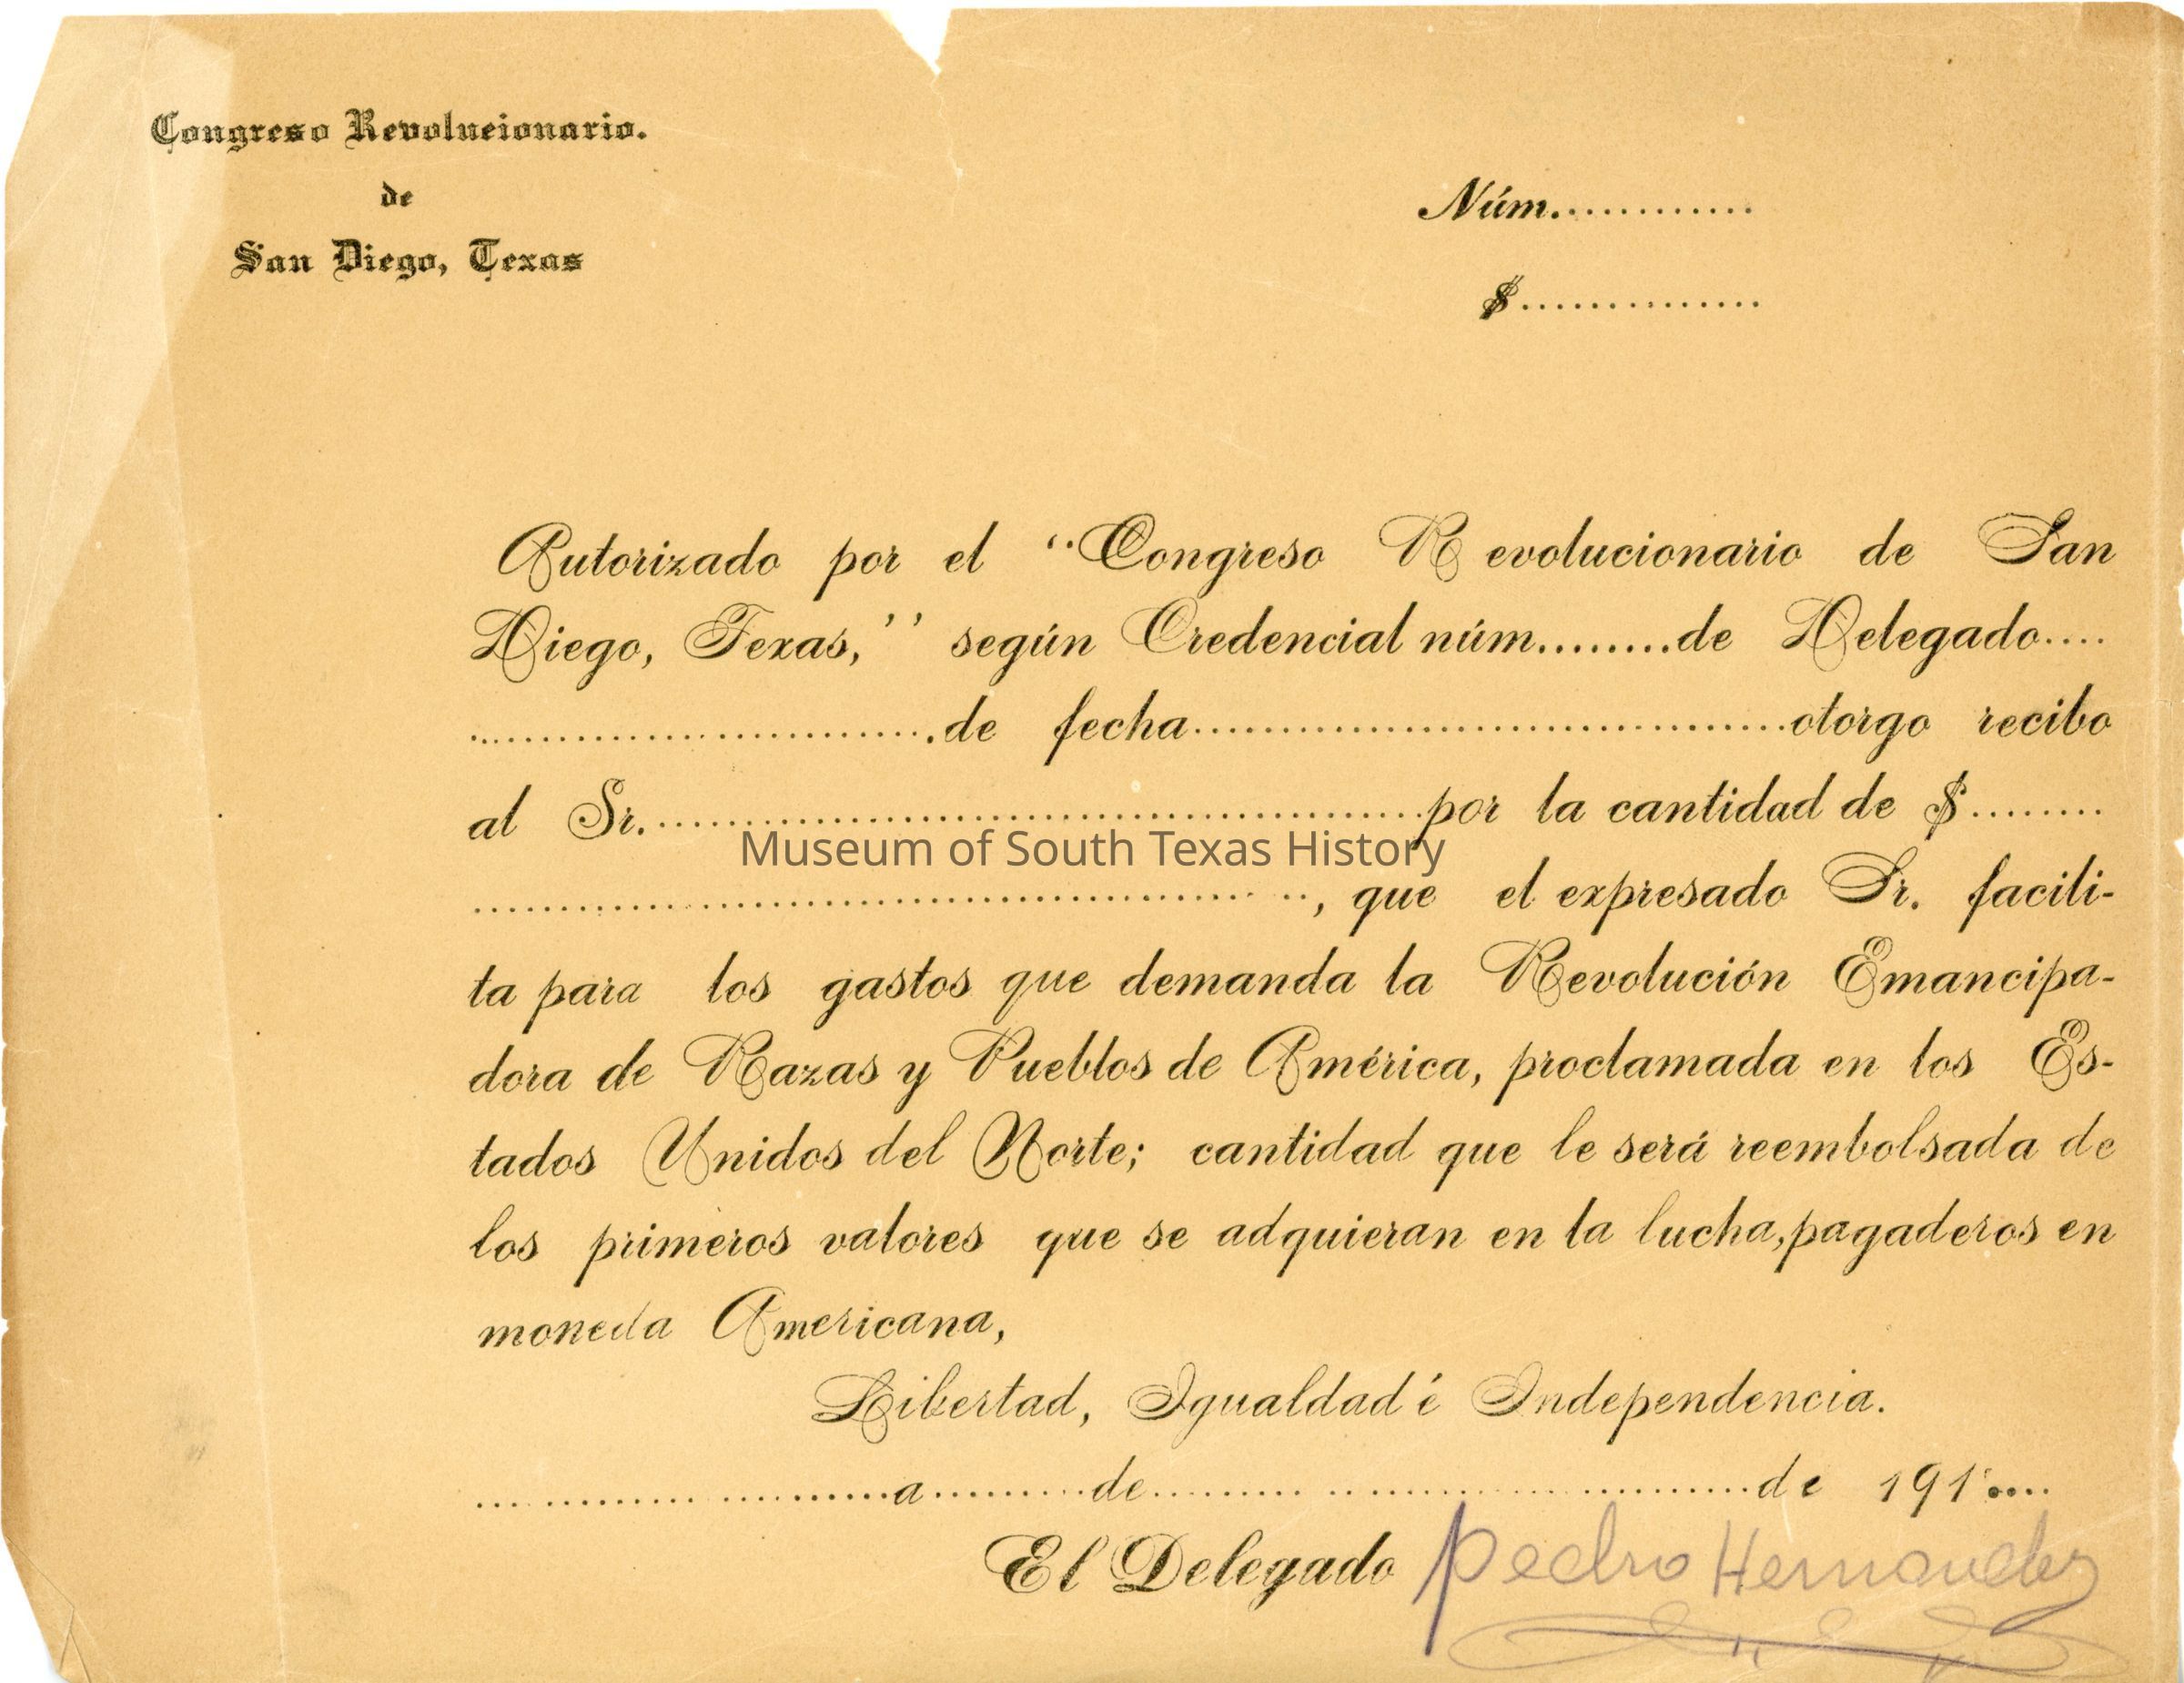 Congreso Revolucionario.
de
San Diego, Texas
Núm.............
$..............
Autorizado por el "Congreso Revolucionario de San
Diego, Texas,'' según Credencial núm.........de Delegado....
................................de fecha...................................otorgo recibo
al Sr..............................................por la cantidad de $........
Museum of South Texas History
................................................, que el expresado Sr. facili-
ta para los gastos que demanda la Revolución Emancipa-
dora de Razas y Pueblos de América, proclamada en los Es-
tados Unidos del Norte; cantidad que le será reembolsada de
los primeros valores que se adquieran en la lucha,pagaderos en
moneda Americana,
Libertad, Igualdad é Independencia.
..........................a..........de....................................de 191.....
El Delegado Pedro Hernandez